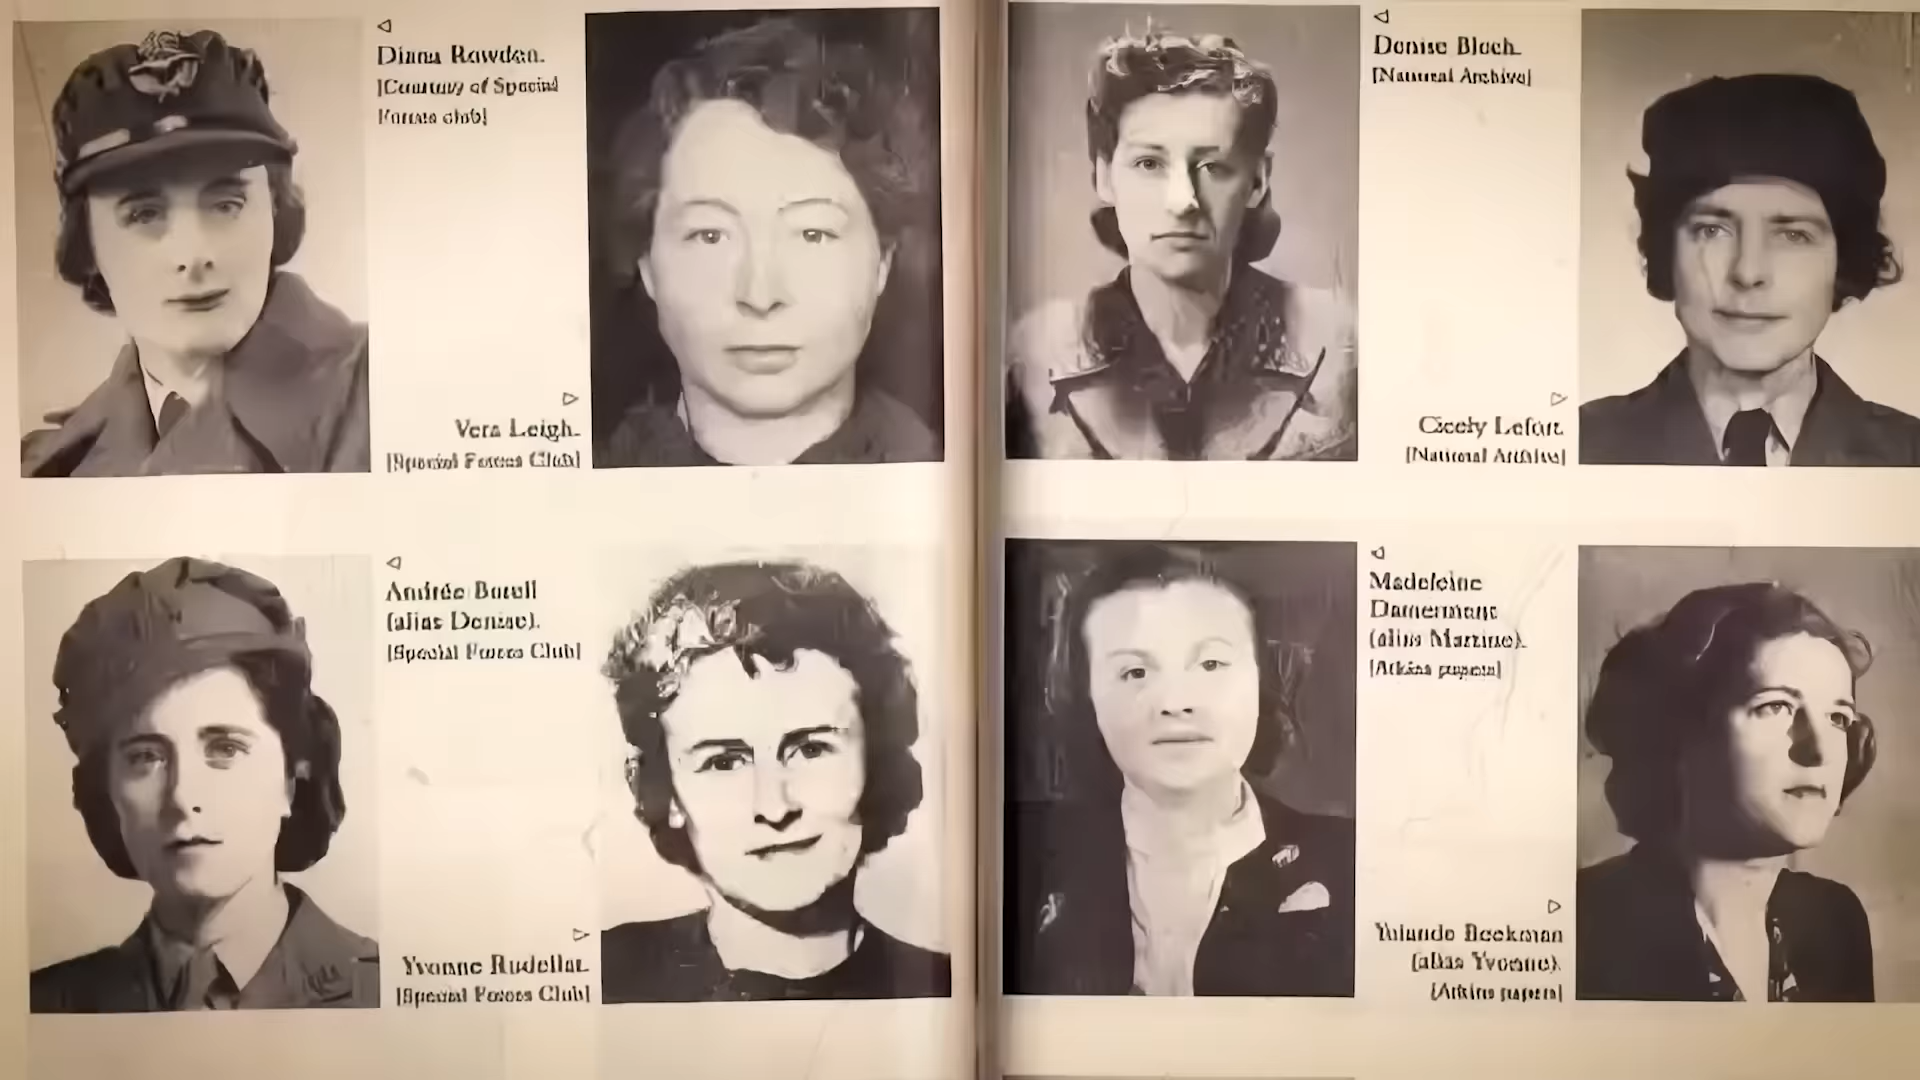 Diana Rowden.
[Courtesy of Special
Forces club]
Vera Leigh.
[Special Forces Club]
Andrée Borrel
(alias Denise).
[Special Forces Club]
Yvonne Rudellat.
[Special Forces Club]
Denise Bloch.
[National Archive]
Cicely Lefort.
[National Archive]
Madeleine
Damerment
(alias Martine).
[Atkins papers]
Yolande Beekman
(alias Yvonne).
[Atkins papers]